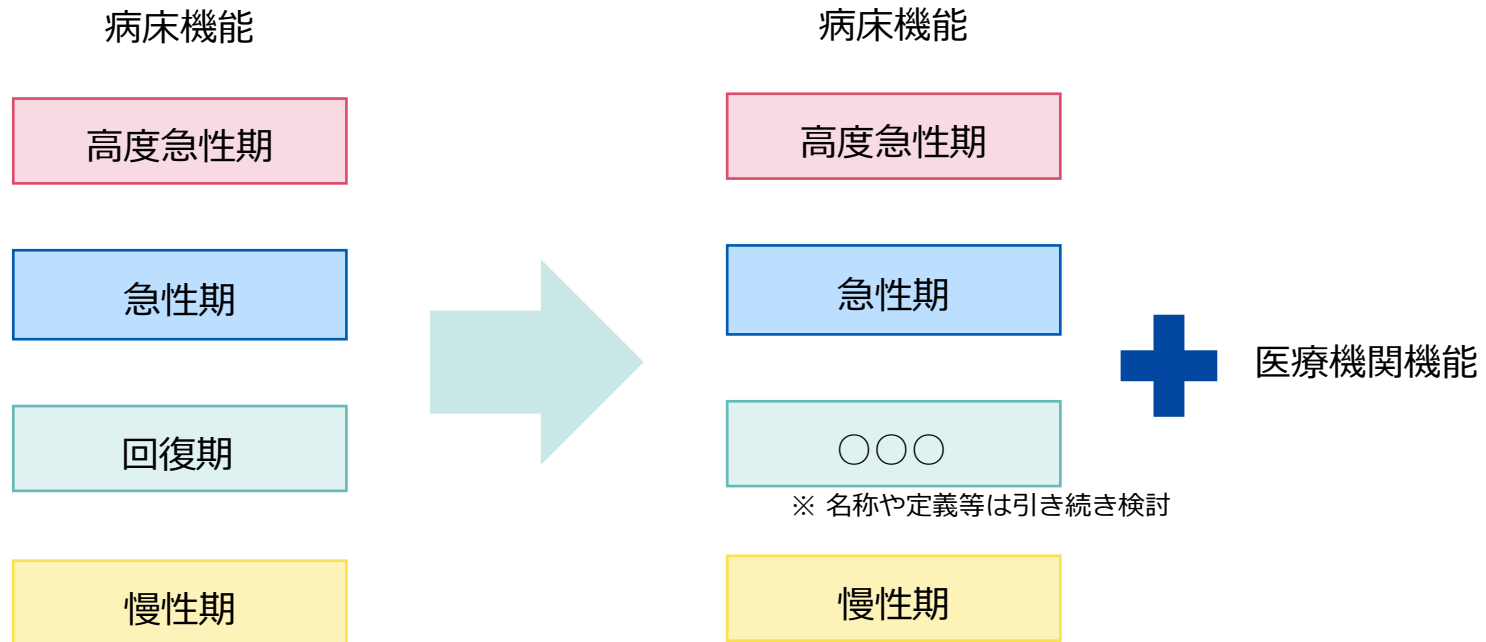 病床機能
高度急性期
急性期
回復期
慢性期
病床機能
高度急性期
急性期
○○○
※ 名称や定義等は引き続き検討
慢性期
医療機関機能